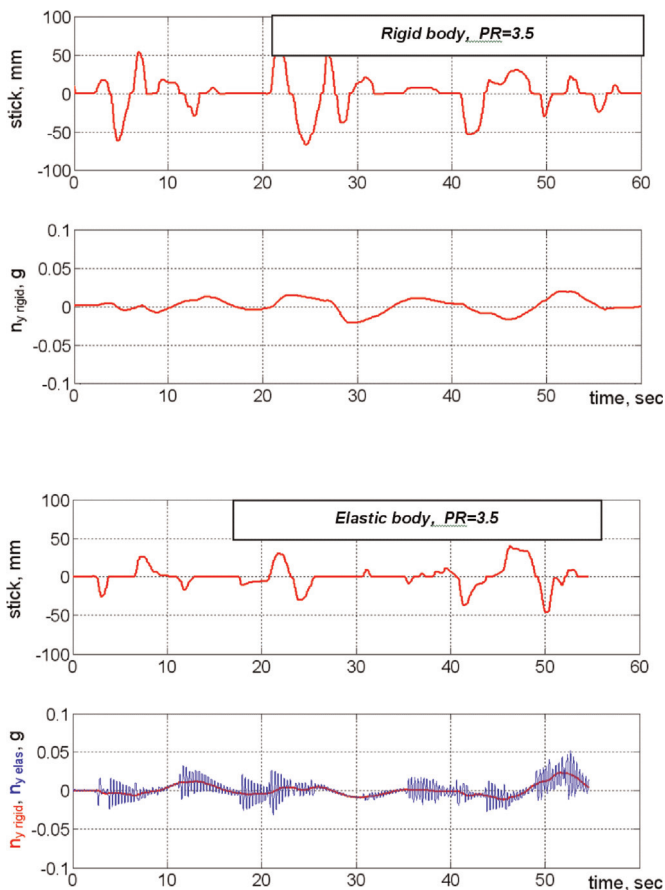 Rigid body, PR=3.5
stick, mm
100
50
0
-50
-100
0 10 20 30 40 50 60
n y rigid, g
0.1
0.05
0
-0.05
-0.1
0 10 20 30 40 50
time, sec
Elastic body, PR=3.5
stick, mm
100
50
0
-50
-100
0 10 20 30 40 50 60
n y rigid, n y elas, g
0.1
0.05
0
-0.05
-0.1
0 10 20 30 40 50
time, sec